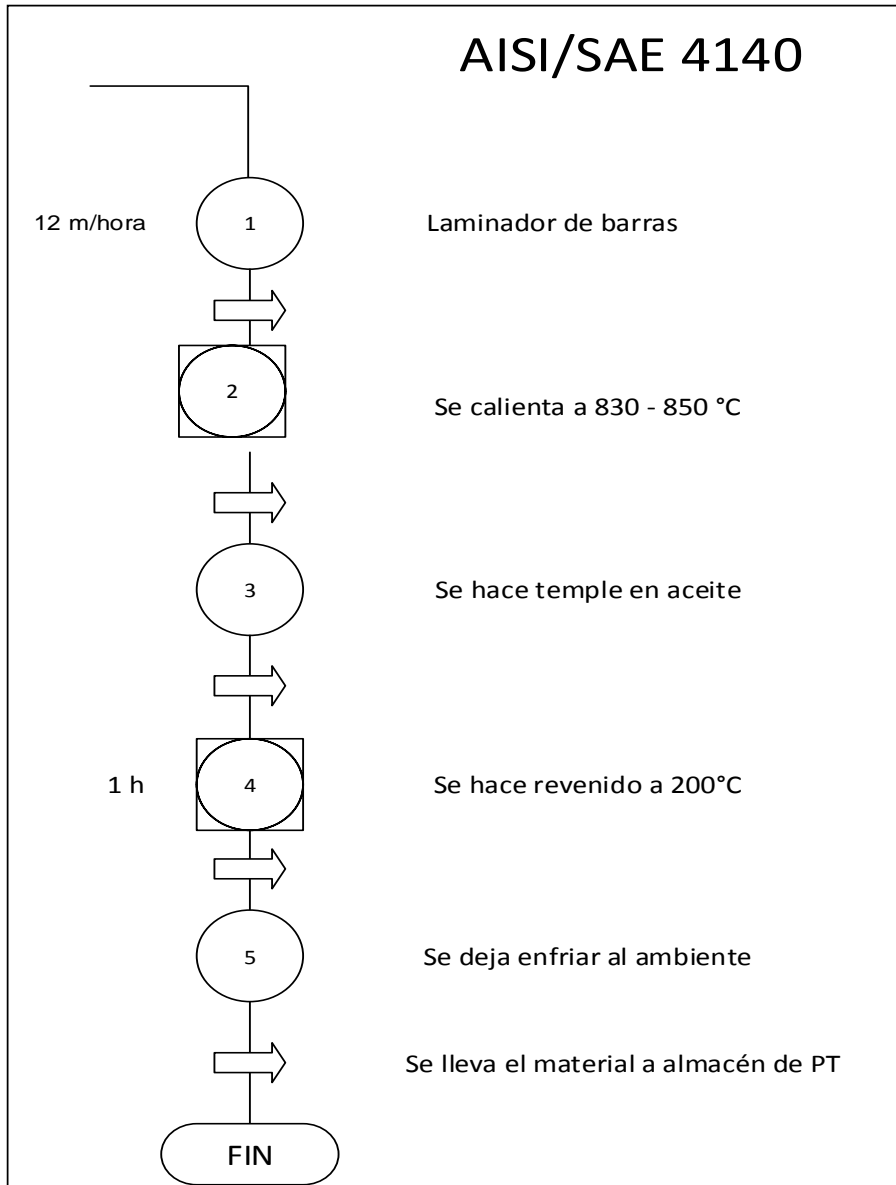 AISI/SAE 4140
12 m/hora
1
Laminador de barras
2
Se calienta a 830 - 850 °C
3
Se hace temple en aceite
1 h
4
Se hace revenido a 200°C
5
Se deja enfriar al ambiente
Se lleva el material a almacén de PT
FIN